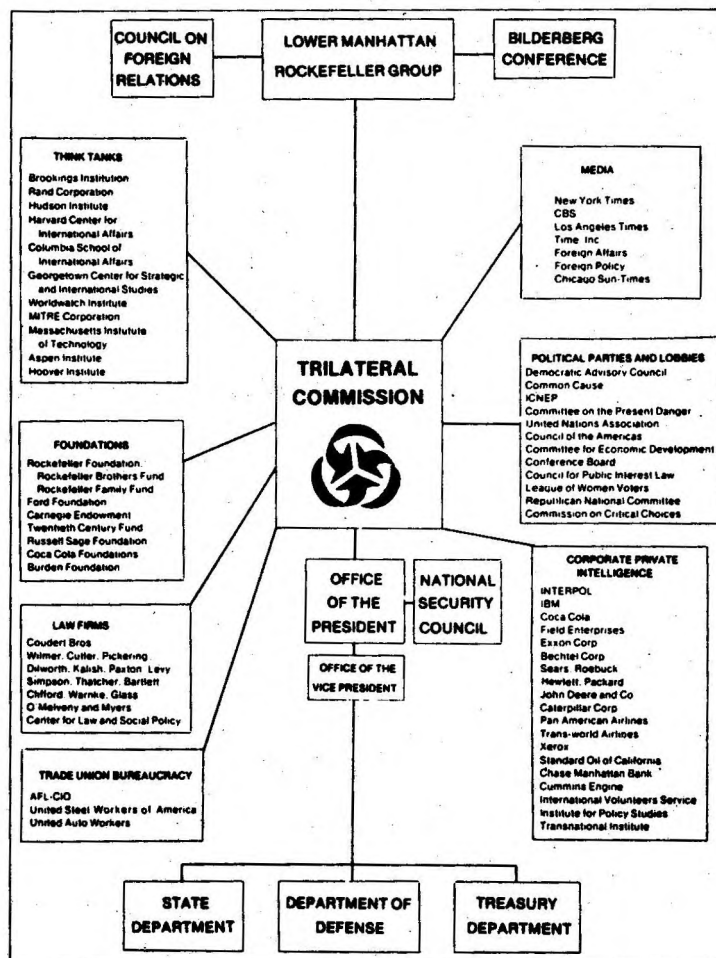 COUNCIL ON
FOREIGN
RELATIONS
LOWER MANHATTAN
ROCKEFELLER GROUP
BILDERBERG
CONFERENCE
THINK TANKS
Brookings Institution
Rand Corporation
Hudson Institute
Harvard Center for
International Affairs
Columbia School of
International Affairs
Georgetown Center for Strategic
and International Studies
Worldwatch Institute
MITRE Corporation
Massachusetts Institute
of Technology
Aspen Institute
Hoover Institute
MEDIA
New York Times
CBS
Los Angeles Times
Time Inc
Foreign Affairs
Foreign Policy
Chicago Sun-Times
TRILATERAL
COMMISSION
POLITICAL PARTIES AND LOBBIES
Democratic Advisory Council
Common Cause
ICNEP
Committee on the Present Danger
United Nations Association
Council of the Americas
Committee for Economic Development
Conference Board
Council for Public Interest Law
League of Women Voters
Republican National Committee
Commission on Critical Choices
FOUNDATIONS
Rockefeller Foundation.
Rockefeller Brothers Fund
Rockefeller Family Fund
Ford Foundation
Carnegie Endowment
Twentieth Century Fund
Russell Sage Foundation
Coca Cola Foundations
Burden Foundation
OFFICE
OF THE
PRESIDENT
NATIONAL
SECURITY
COUNCIL
OFFICE OF THE
VICE PRESIDENT
CORPORATE PRIVATE
INTELLIGENCE
INTERPOL
IBM
Coca Cola
Field Enterprises
Exxon Corp
Bechtel Corp
Sears. Roebuck
Hewlett. Packard
John Deere and Co
Caterpillar Corp
Pan American Airlines
Trans-world Airlines
Xerox
Standard Oil of California
Chase Manhattan Bank
Cummins Engine
International Volunteers Service
Institute for Policy Studies
Transnational Institute
LAW FIRMS
Coudert Bros
Wilmer. Cutler. Pickering.
Dilworth. Kalish. Paxton. Levy
Simpson. Thatcher. Bartlett
Clifford. Warnke. Glass
O'Melveny and Myers
Center for Law and Social Policy
TRADE UNION BUREAUCRACY
AFL-CIO
United Steel Workers of America
United Auto Workers
STATE
DEPARTMENT
DEPARTMENT OF
DEFENSE
TREASURY
DEPARTMENT